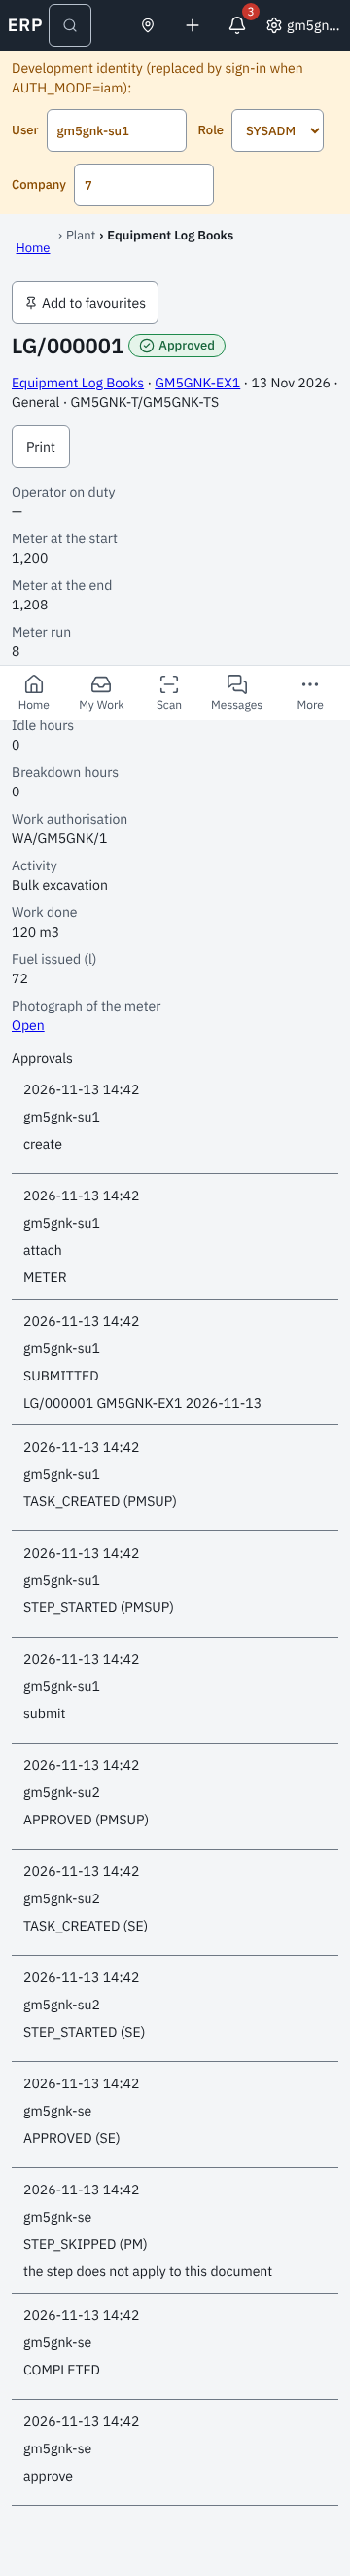 ERP
3
gm5gn...
Development identity (replaced by sign-in when
AUTH_MODE=iam):
User gm5gnk-su1 Role SYSADM
Company 7
Home › Plant › Equipment Log Books
Add to favourites
LG/000001 Approved
Equipment Log Books · GM5GNK-EX1 · 13 Nov 2026 ·
General · GM5GNK-T/GM5GNK-TS
Print
Operator on duty
—
Meter at the start
1,200
Meter at the end
1,208
Meter run
8
Home My Work Scan Messages More
Idle hours
0
Breakdown hours
0
Work authorisation
WA/GM5GNK/1
Activity
Bulk excavation
Work done
120 m3
Fuel issued (l)
72
Photograph of the meter
Open
Approvals
2026-11-13 14:42
gm5gnk-su1
create
2026-11-13 14:42
gm5gnk-su1
attach
METER
2026-11-13 14:42
gm5gnk-su1
SUBMITTED
LG/000001 GM5GNK-EX1 2026-11-13
2026-11-13 14:42
gm5gnk-su1
TASK_CREATED (PMSUP)
2026-11-13 14:42
gm5gnk-su1
STEP_STARTED (PMSUP)
2026-11-13 14:42
gm5gnk-su1
submit
2026-11-13 14:42
gm5gnk-su2
APPROVED (PMSUP)
2026-11-13 14:42
gm5gnk-su2
TASK_CREATED (SE)
2026-11-13 14:42
gm5gnk-su2
STEP_STARTED (SE)
2026-11-13 14:42
gm5gnk-se
APPROVED (SE)
2026-11-13 14:42
gm5gnk-se
STEP_SKIPPED (PM)
the step does not apply to this document
2026-11-13 14:42
gm5gnk-se
COMPLETED
2026-11-13 14:42
gm5gnk-se
approve